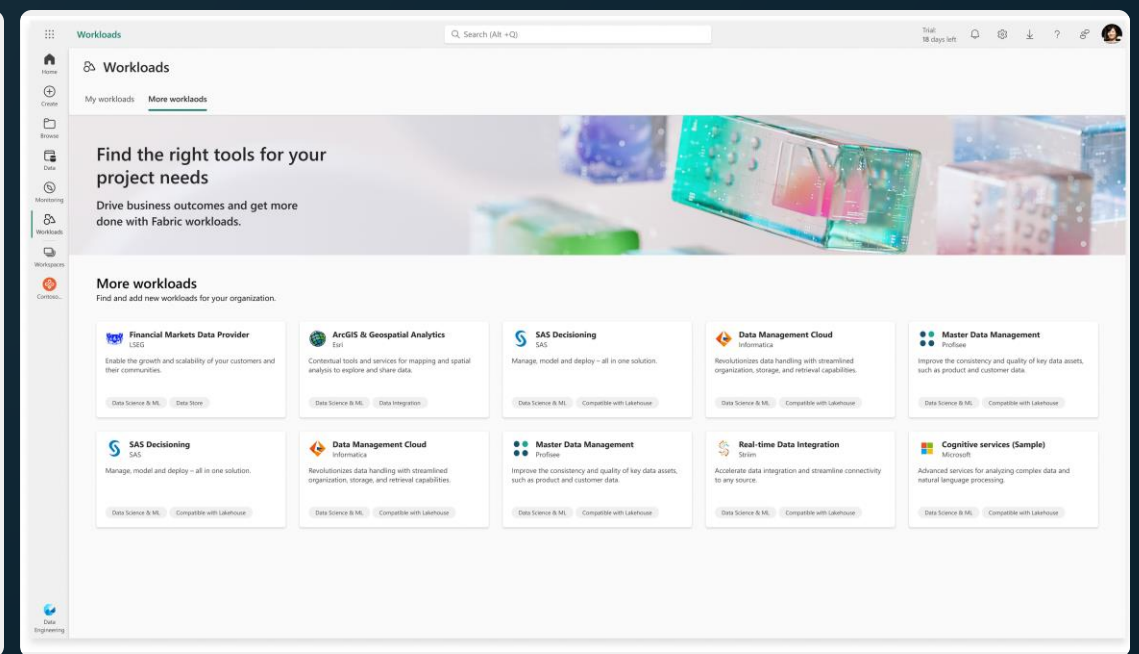 Workloads
Search (Alt +Q)
Trial:
18 days left
Home
Create
Browse
Data
Monitoring
Workloads
Workspaces
Contoso...
Data
Engineering
Workloads
My workloads More worklaods
Find the right tools for your
project needs
Drive business outcomes and get more
done with Fabric workloads.
More workloads
Find and add new workloads for your organization.
Financial Markets Data Provider
LSEG
Enable the growth and scalability of your customers and
their communities.
Data Science & ML Data Store
ArcGIS & Geospatial Analytics
Esri
Contextual tools and services for mapping and spatial
analysis to explore and share data.
Data Science & ML Data Integration
SAS Decisioning
SAS
Manage, model and deploy – all in one solution.
Data Science & ML Compatible with Lakehouse
Data Management Cloud
Informatica
Revolutionizes data handling with streamlined
organization, storage, and retrieval capabilities.
Data Science & ML Compatible with Lakehouse
Master Data Management
Profisee
Improve the consistency and quality of key data assets,
such as product and customer data.
Data Science & ML Compatible with Lakehouse
SAS Decisioning
SAS
Manage, model and deploy – all in one solution.
Data Science & ML Compatible with Lakehouse
Data Management Cloud
Informatica
Revolutionizes data handling with streamlined
organization, storage, and retrieval capabilities.
Data Science & ML Compatible with Lakehouse
Master Data Management
Profisee
Improve the consistency and quality of key data assets,
such as product and customer data.
Data Science & ML Compatible with Lakehouse
Real-time Data Integration
Striim
Accelerate data integration and streamline connectivity
to any source.
Data Science & ML Compatible with Lakehouse
Cognitive services (Sample)
Microsoft
Advanced services for analyzing complex data and
natural language processing.
Data Science & ML Compatible with Lakehouse